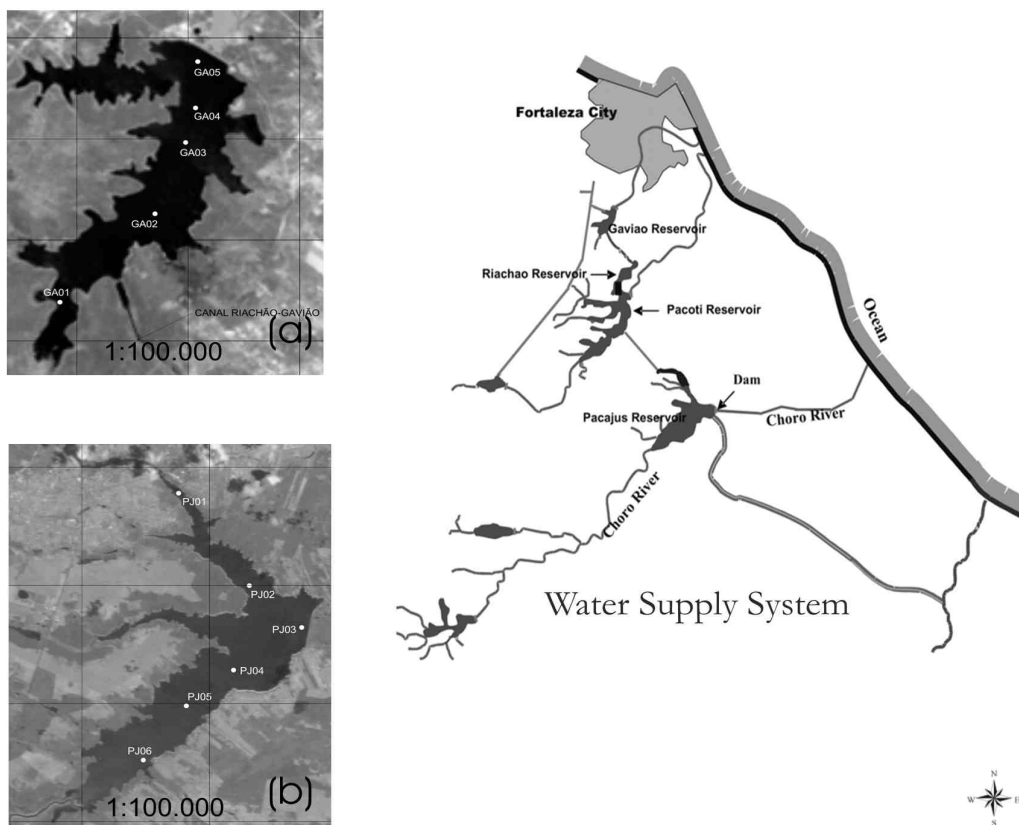 GA05
GA04
GA03
GA02
GA01
CANAL RIACHÃO-GAVIÃO
(a)
1:100.000
PJ01
PJ02
PJ03
PJ04
PJ05
PJ06
(b)
1:100.000
Fortaleza City
Gaviao Reservoir
Riachao Reservoir
Pacoti Reservoir
Ocean
Dam
Pacajus Reservoir
Choro River
Choro River
Water Supply System
N
W
E
S